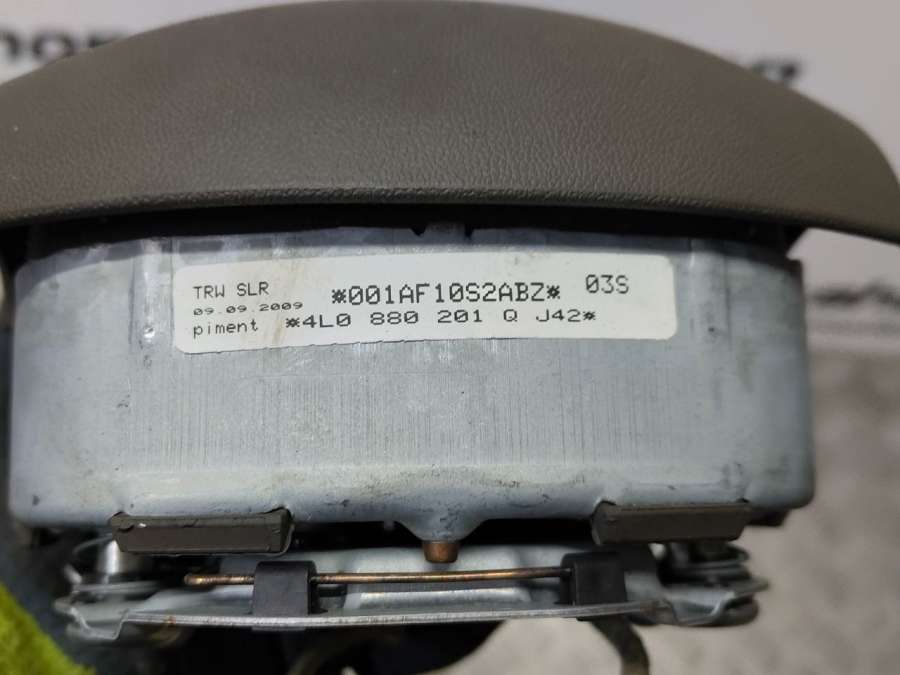 TRW SLR *001AF10S2ABZ* 03S
09.09.2009
piment *4L0 880 201 Q J42*